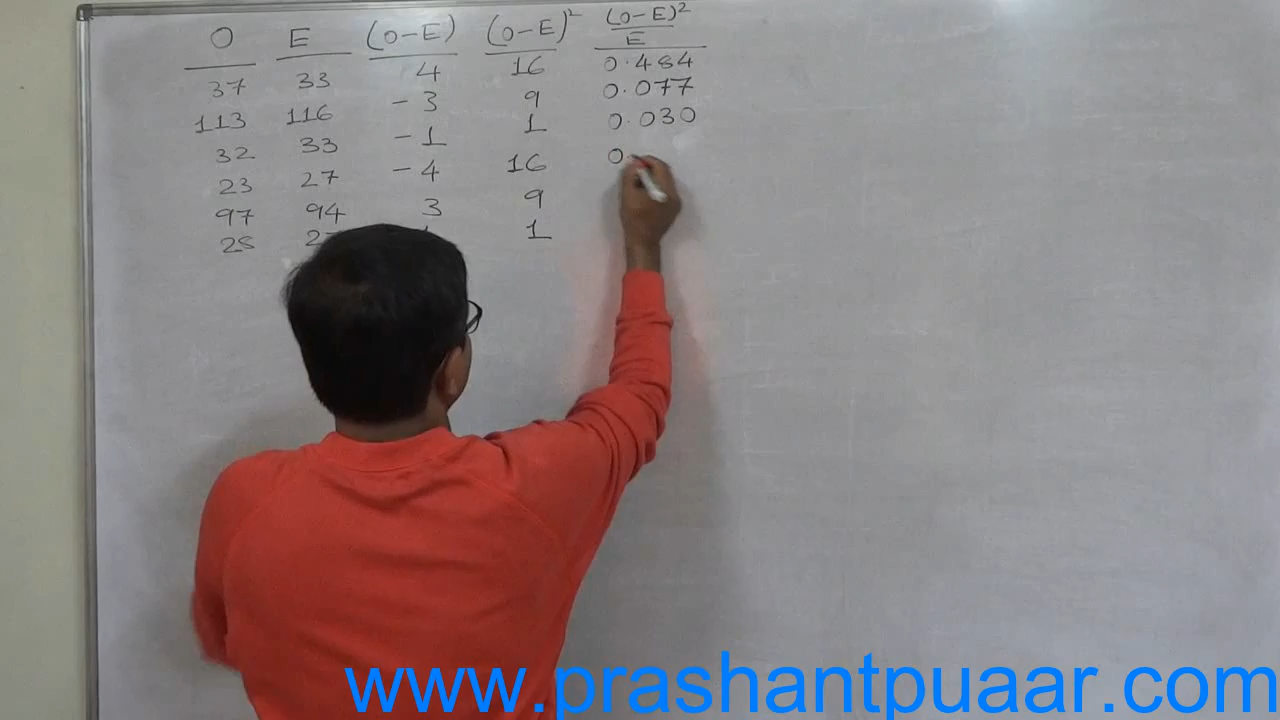 O E (O-E) (O-E)² (O-E)²/E
37 33 4 16 0.484
113 116 -3 9 0.077
32 33 -1 1 0.030
23 27 -4 16 0.
97 94 3 9
28 1
www.prashantpuaar.com